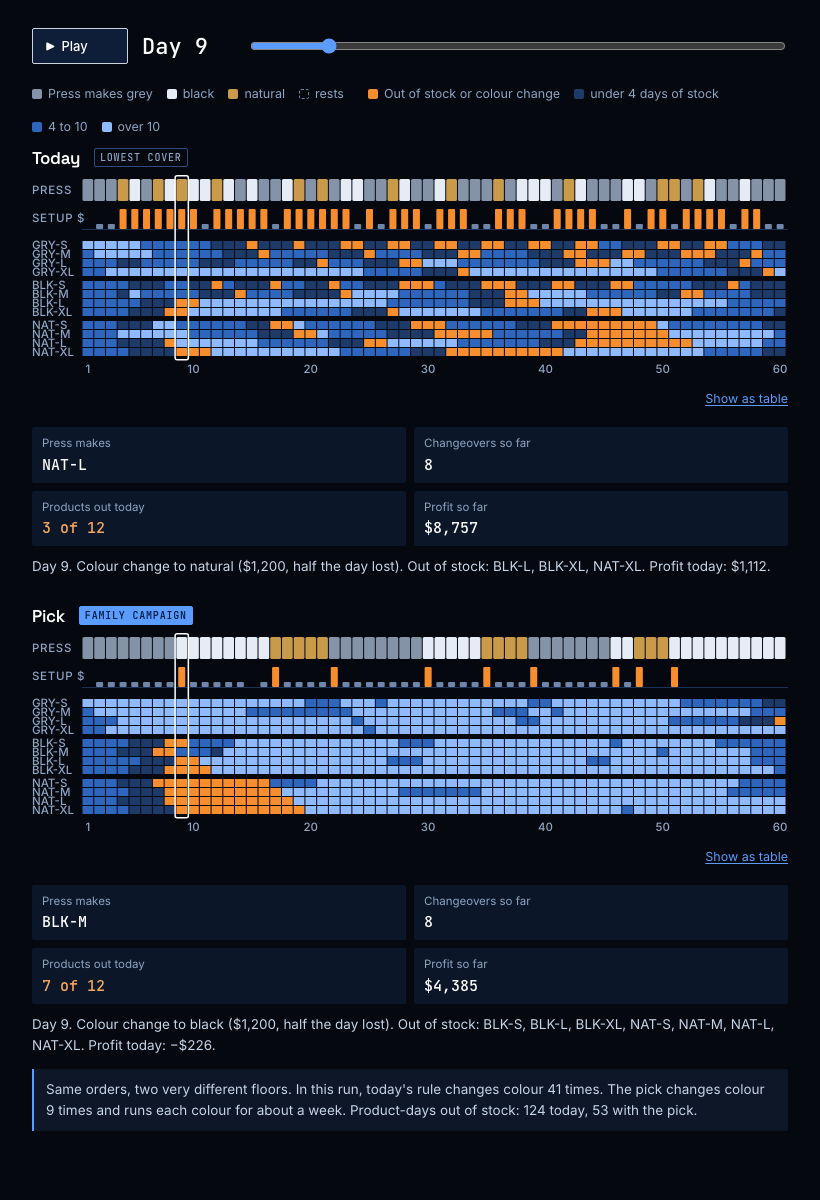 Play
Day 9
Press makes grey black natural rests Out of stock or colour change under 4 days of stock
4 to 10 over 10
Today LOWEST COVER
PRESS
SETUP $
GRY-S
GRY-M
GRY-L
GRY-XL
BLK-S
BLK-M
BLK-L
BLK-XL
NAT-S
NAT-M
NAT-L
NAT-XL
1 10 20 30 40 50 60
Show as table
Press makes Changeovers so far
NAT-L 8
Products out today Profit so far
3 of 12 $8,757
Day 9. Colour change to natural ($1,200, half the day lost). Out of stock: BLK-L, BLK-XL, NAT-XL. Profit today: $1,112.
Pick FAMILY CAMPAIGN
PRESS
SETUP $
GRY-S
GRY-M
GRY-L
GRY-XL
BLK-S
BLK-M
BLK-L
BLK-XL
NAT-S
NAT-M
NAT-L
NAT-XL
1 10 20 30 40 50 60
Show as table
Press makes Changeovers so far
BLK-M 8
Products out today Profit so far
7 of 12 $4,385
Day 9. Colour change to black ($1,200, half the day lost). Out of stock: BLK-S, BLK-L, BLK-XL, NAT-S, NAT-M, NAT-L,
NAT-XL. Profit today: −$226.
Same orders, two very different floors. In this run, today's rule changes colour 41 times. The pick changes colour
9 times and runs each colour for about a week. Product-days out of stock: 124 today, 53 with the pick.